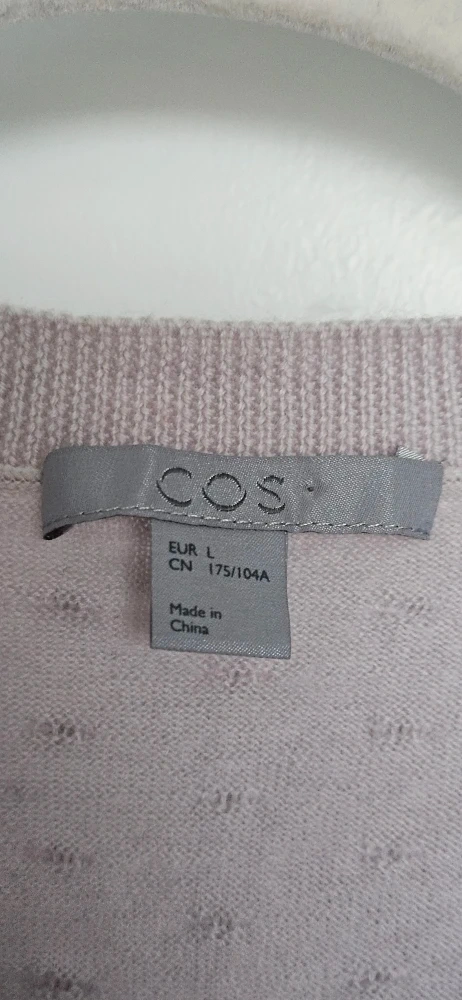 COS
EUR L
CN 175/104A
Made in
China